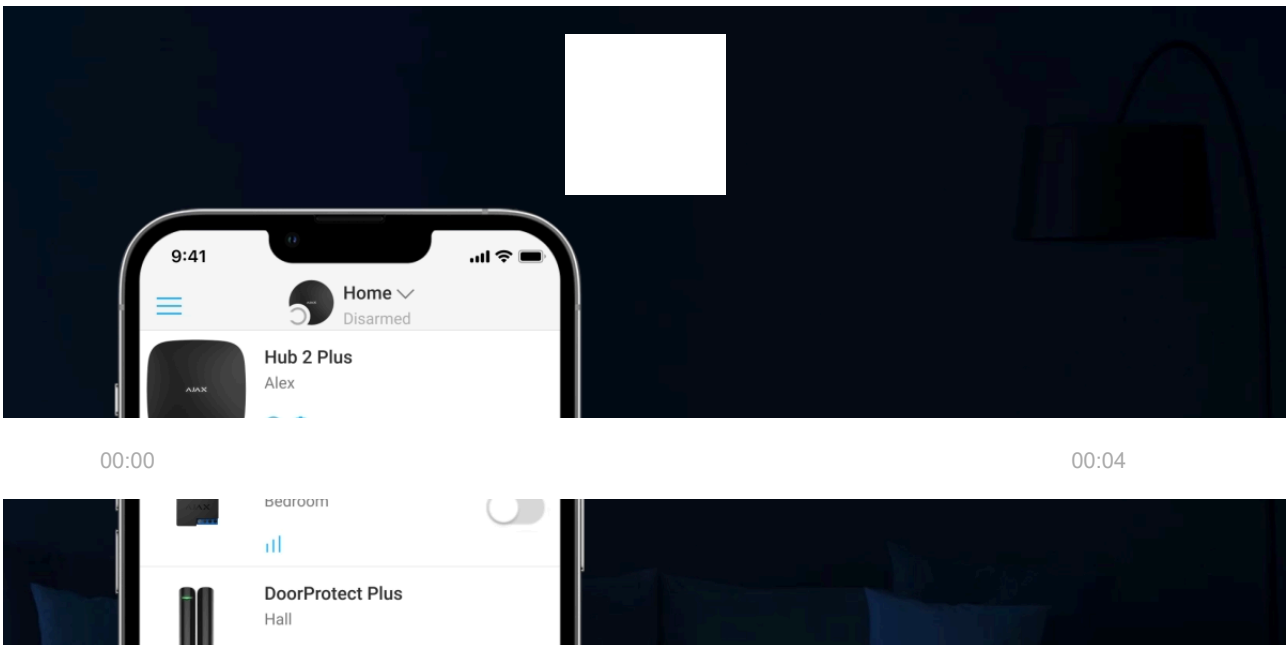 9:41
Home
Disarmed
AJAX
Hub 2 Plus
Alex
00:00
00:04
Bedroom
DoorProtect Plus
Hall